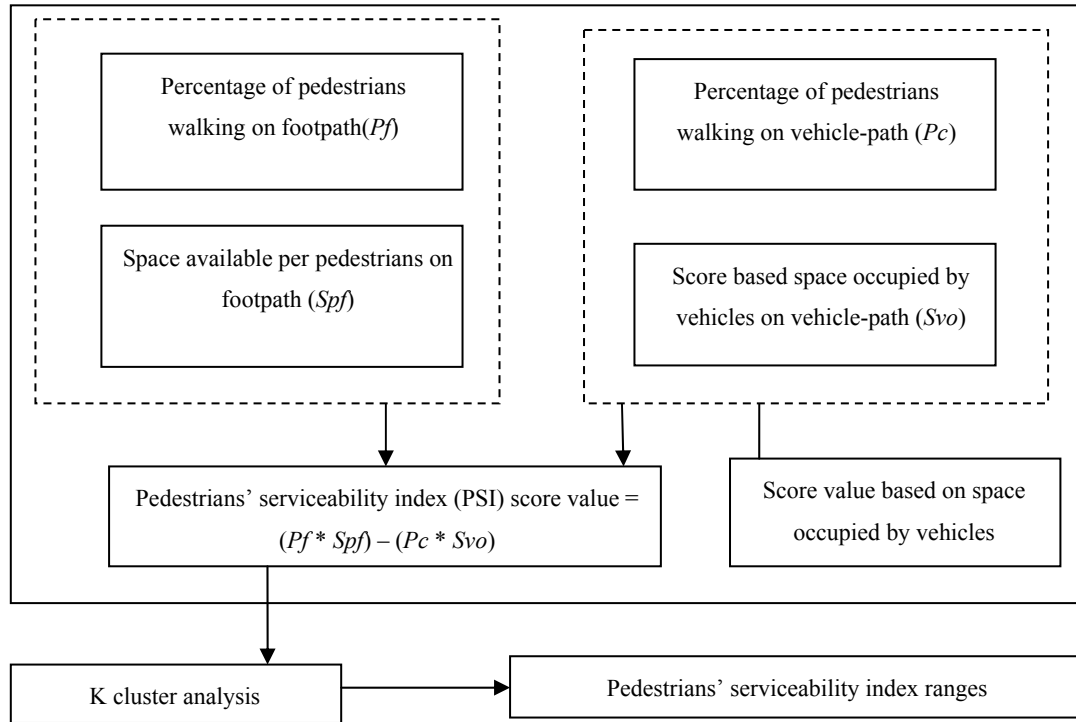 Percentage of pedestrians
walking on footpath(Pf)
Space available per pedestrians on
footpath (Spf)
Percentage of pedestrians
walking on vehicle-path (Pc)
Score based space occupied by
vehicles on vehicle-path (Svo)
Pedestrians’ serviceability index (PSI) score value =
(Pf * Spf) – (Pc * Svo)
Score value based on space
occupied by vehicles
K cluster analysis
Pedestrians’ serviceability index ranges